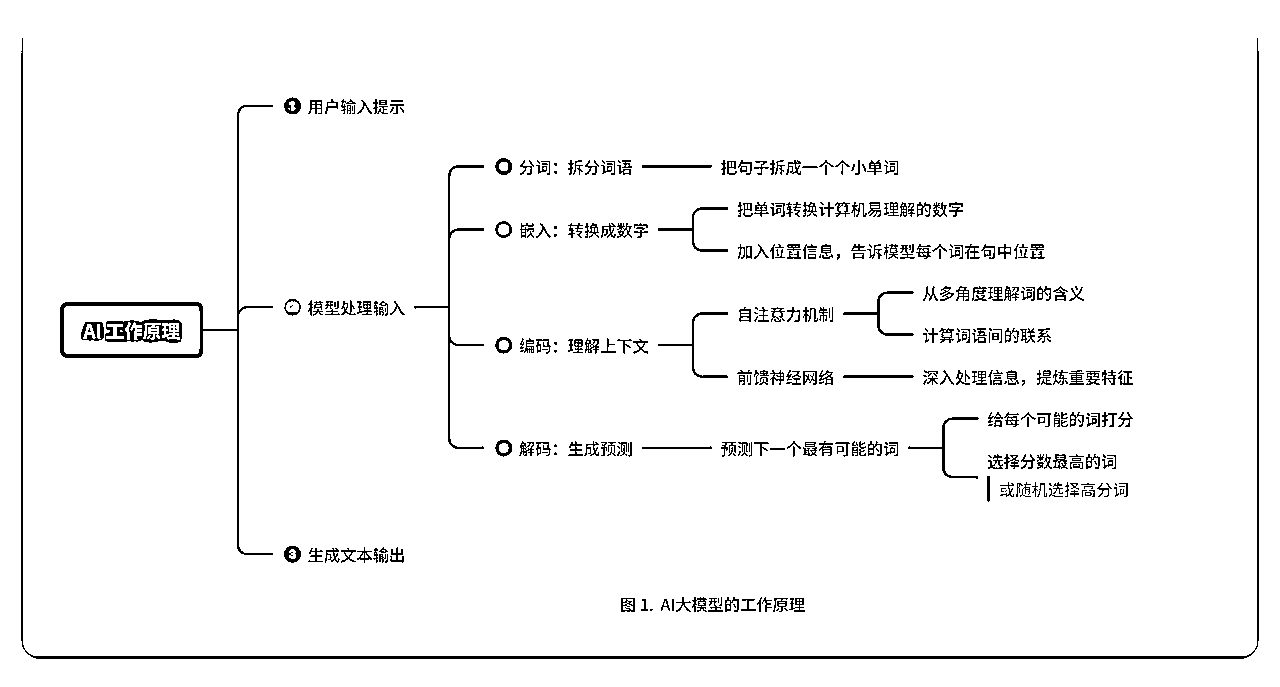 AI 工作原理
1 用户输入提示
模型处理输入
分词：拆分词语
把句子拆成一个个小单词
嵌入：转换成数字
把单词转换计算机易理解的数字
加入位置信息，告诉模型每个词在句中位置
编码：理解上下文
自注意力机制
从多角度理解词的含义
计算词语间的联系
前馈神经网络
深入处理信息，提炼重要特征
解码：生成预测
预测下一个最有可能的词
给每个可能的词打分
选择分数最高的词
或随机选择高分词
3 生成文本输出
图 1. AI大模型的工作原理